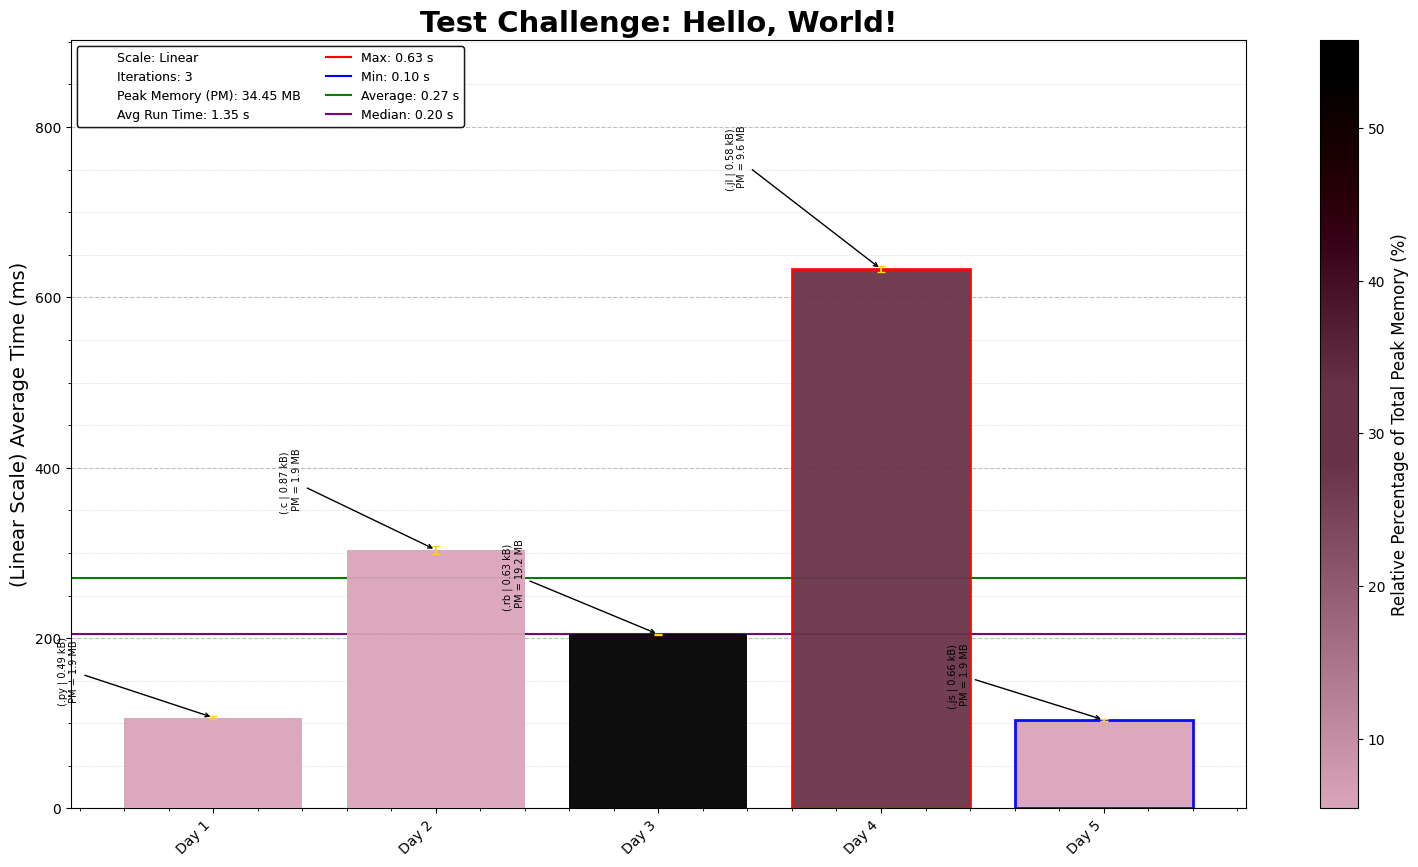 Test Challenge: Hello, World!
Scale: Linear
Iterations: 3
Peak Memory (PM): 34.45 MB
Avg Run Time: 1.35 s
Max: 0.63 s
Min: 0.10 s
Average: 0.27 s
Median: 0.20 s
(Linear Scale) Average Time (ms)
800
600
400
200
0
(.py | 0.49 kB)
PM = 1.9 MB
(.c | 0.87 kB)
PM = 1.9 MB
(.rb | 0.63 kB)
PM = 19.2 MB
(.jl | 0.58 kB)
PM = 9.6 MB
(.js | 0.66 kB)
PM = 1.9 MB
Day 1
Day 2
Day 3
Day 4
Day 5
50
40
30
20
10
Relative Percentage of Total Peak Memory (%)